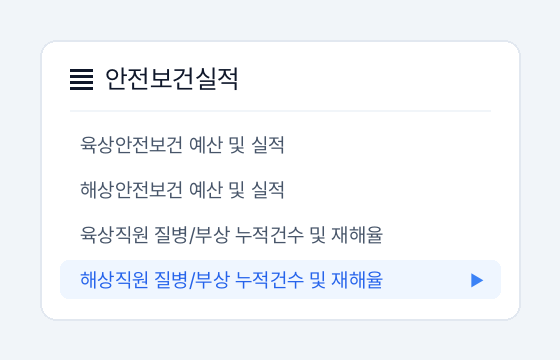 안전보건실적
육상안전보건 예산 및 실적
해상안전보건 예산 및 실적
육상직원 질병/부상 누적건수 및 재해율
해상직원 질병/부상 누적건수 및 재해율